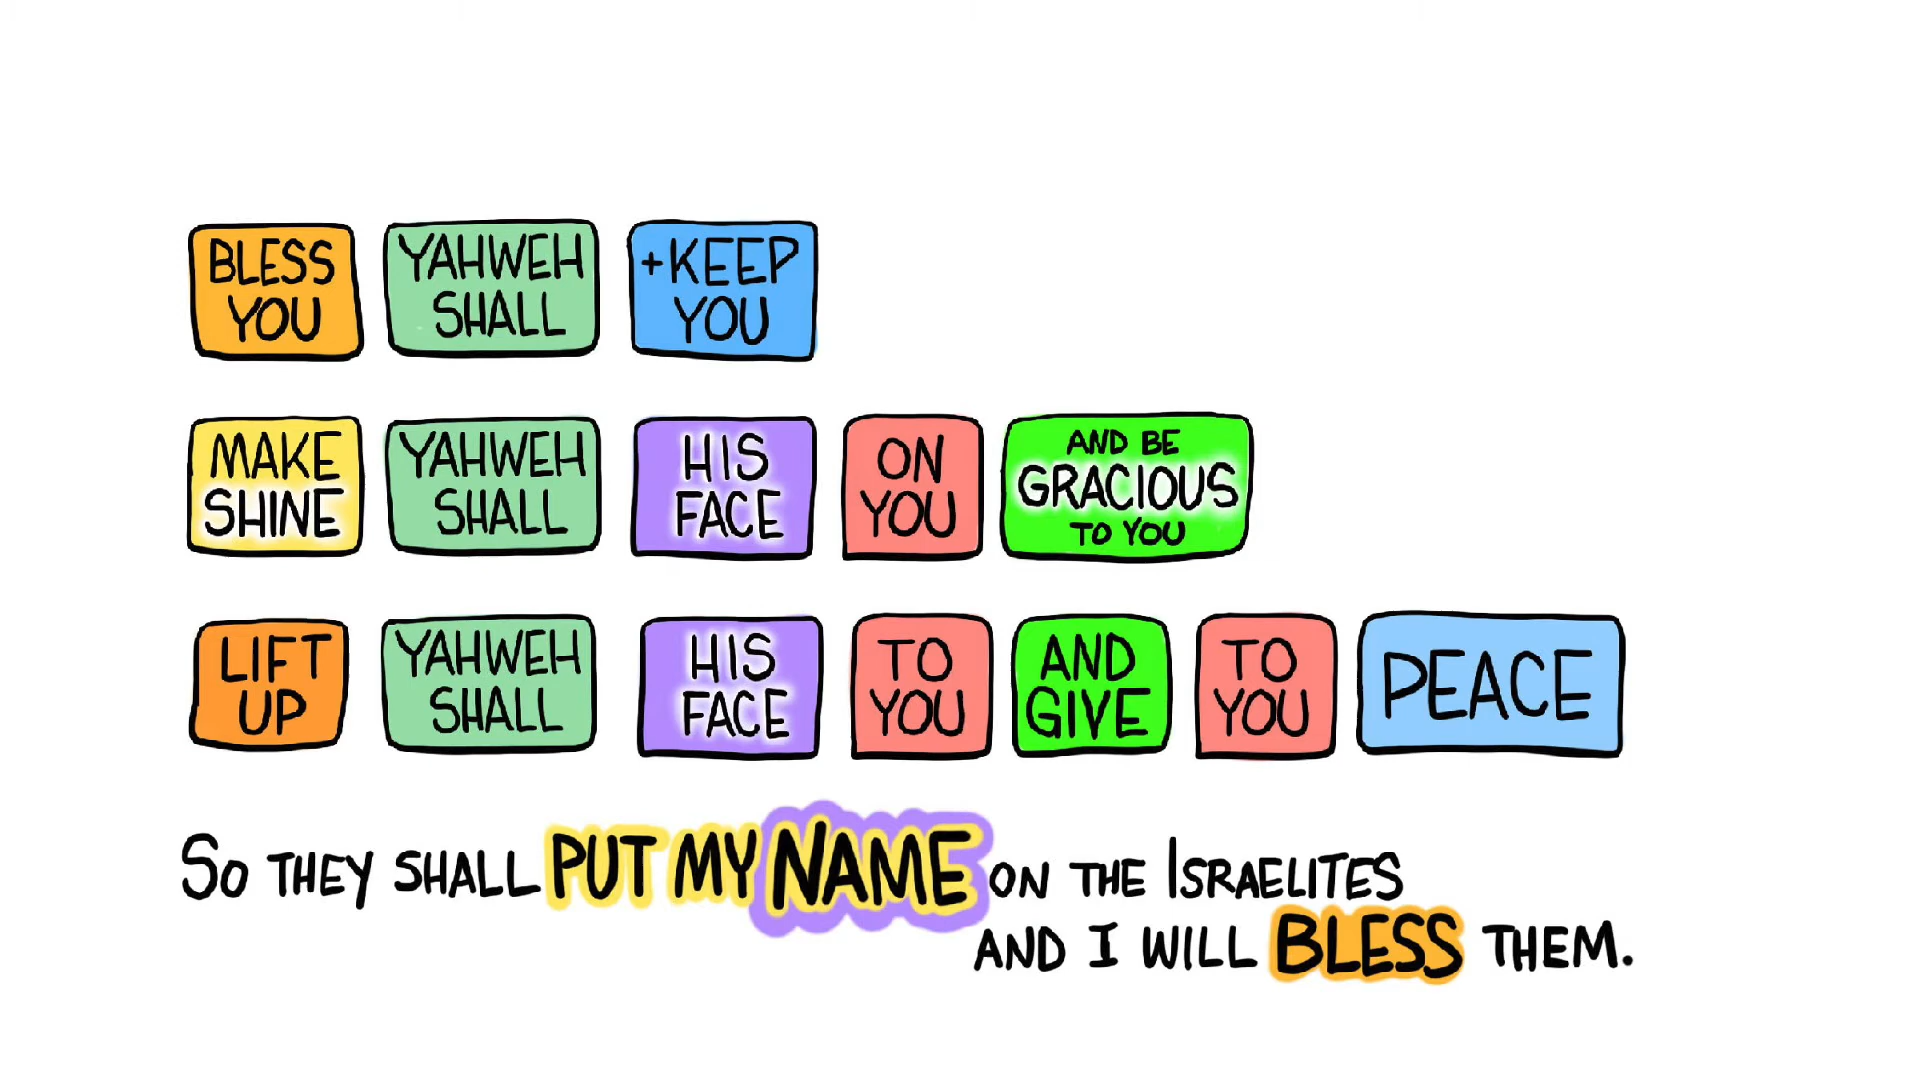 BLESS YOU YAHWEH SHALL +KEEP YOU
MAKE SHINE YAHWEH SHALL HIS FACE ON YOU AND BE GRACIOUS TO YOU
LIFT UP YAHWEH SHALL HIS FACE TO YOU AND GIVE TO YOU PEACE
SO THEY SHALL PUT MY NAME ON THE ISRAELITES
AND I WILL BLESS THEM.